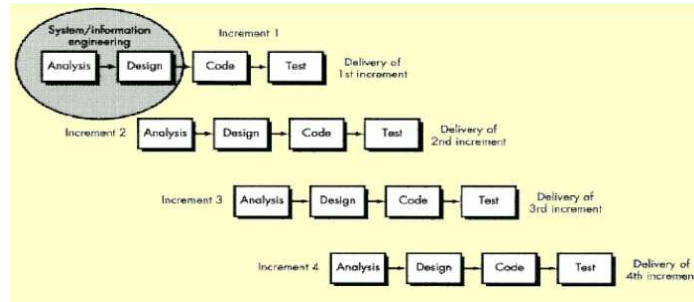 System/information
engineering
Increment 1
Analysis
Design
Code
Test
Delivery of
1st increment
Increment 2
Analysis
Design
Code
Test
Delivery of
2nd increment
Increment 3
Analysis
Design
Code
Test
Delivery of
3rd increment
Increment 4
Analysis
Design
Code
Test
Delivery of
4th incremen